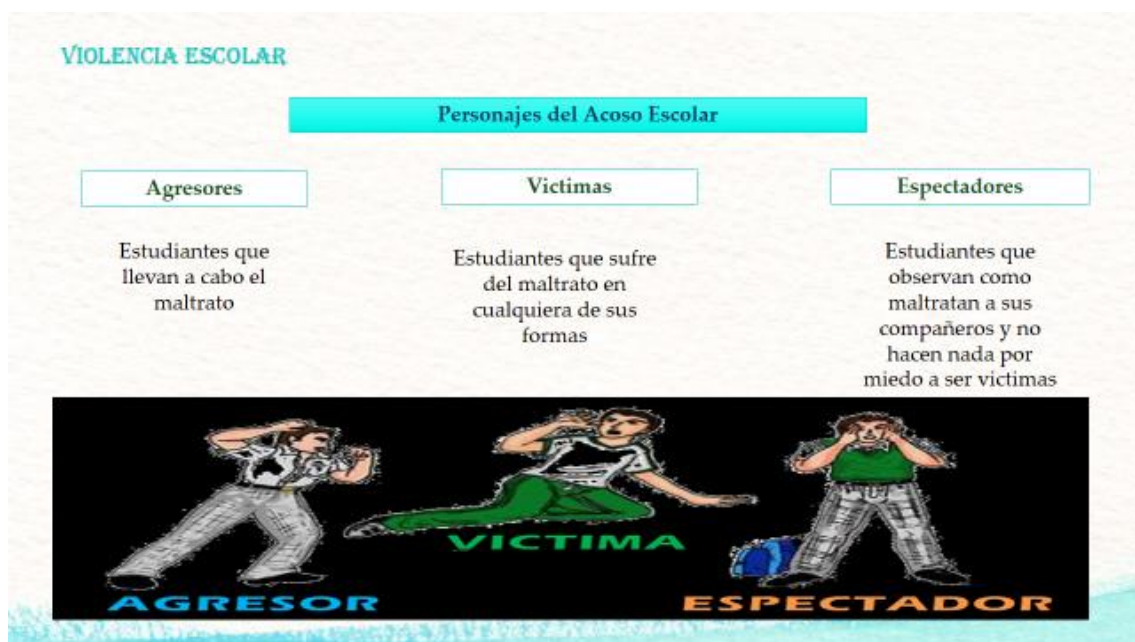 VIOLENCIA ESCOLAR
Personajes del Acoso Escolar
Agresores
Estudiantes que
llevan a cabo el
maltrato
Victimas
Estudiantes que sufre
del maltrato en
cualquiera de sus
formas
Espectadores
Estudiantes que
observan como
maltratan a sus
compañeros y no
hacen nada por
miedo a ser victimas
AGRESOR
VICTIMA
ESPECTADOR